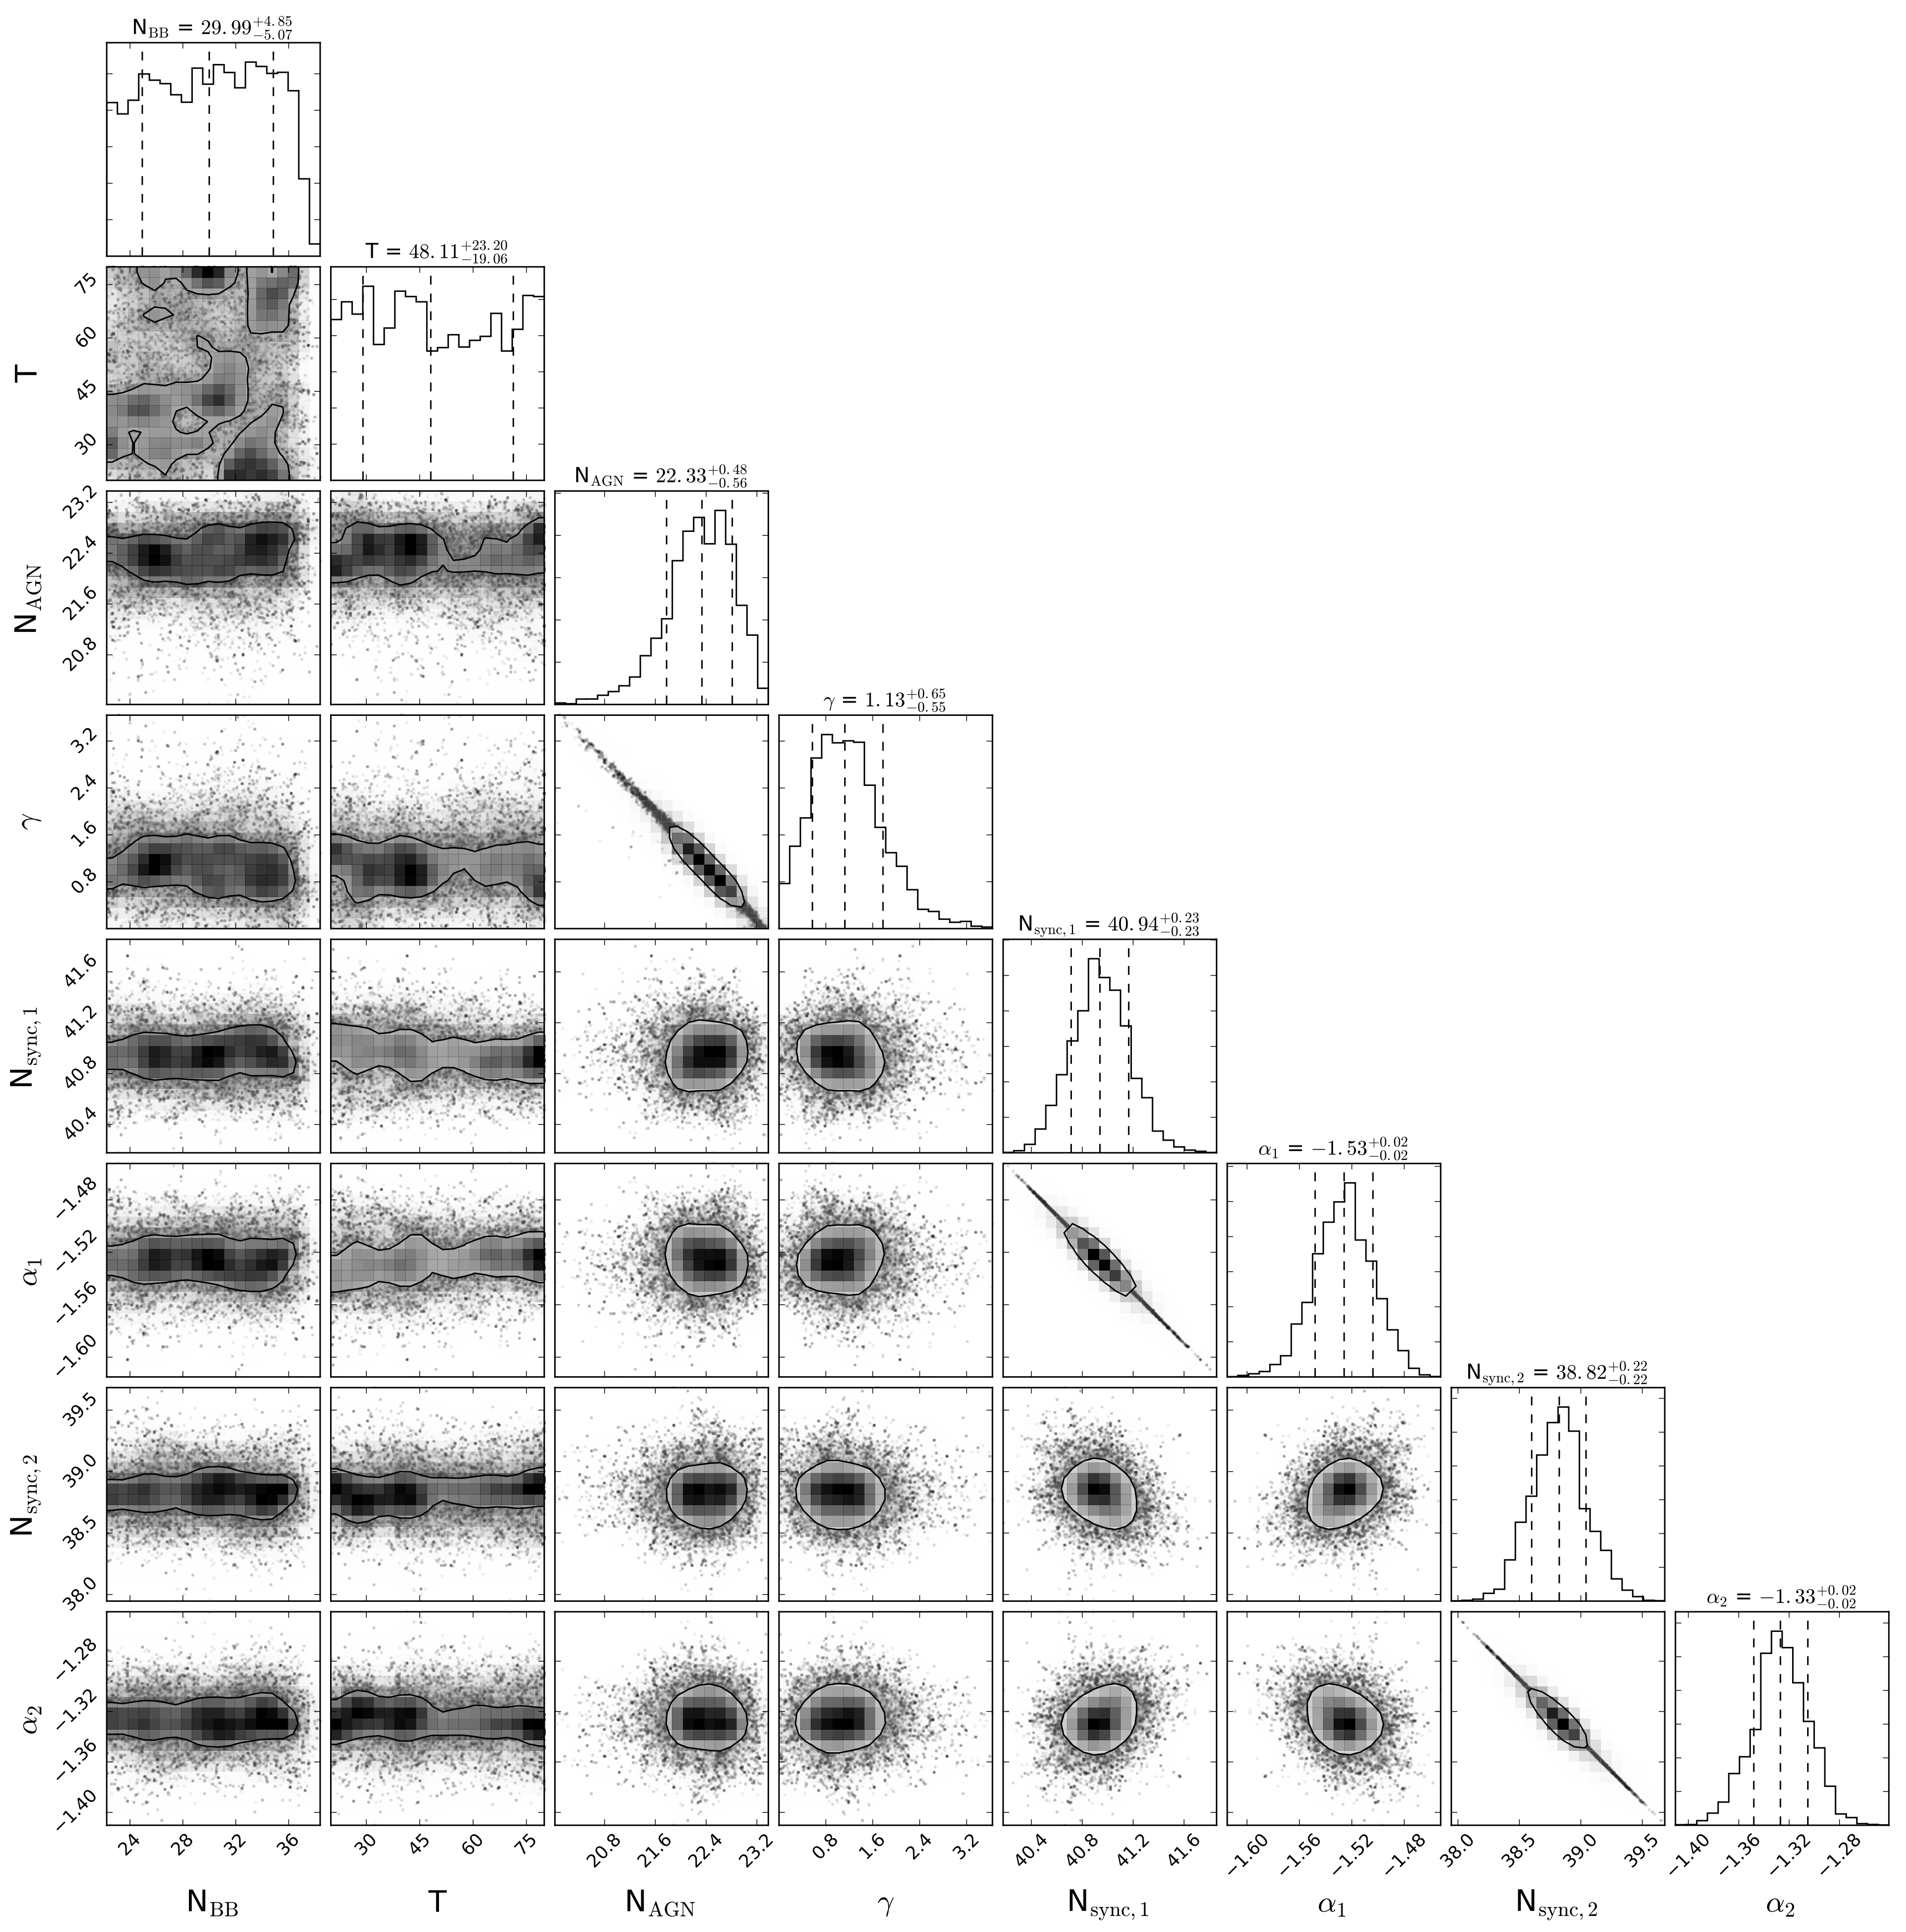 N_BB = 29.99^{+4.85}_{-5.07}
T = 48.11^{+23.20}_{-19.06}
75
60
45
30
T
N_AGN = 22.33^{+0.48}_{-0.56}
23.2
22.4
21.6
20.8
N_AGN
γ = 1.13^{+0.65}_{-0.55}
3.2
2.4
1.6
0.8
γ
N_sync,1 = 40.94^{+0.23}_{-0.23}
41.6
41.2
40.8
40.4
N_sync,1
α_1 = −1.53^{+0.02}_{-0.02}
−1.48
−1.52
−1.56
−1.60
α_1
N_sync,2 = 38.82^{+0.22}_{-0.22}
39.5
39.0
38.5
38.0
N_sync,2
α_2 = −1.33^{+0.02}_{-0.02}
−1.28
−1.32
−1.36
−1.40
α_2
24 28 32 36 30 45 60 75 20.8 21.6 22.4 23.2 0.8 1.6 2.4 3.2 40.4 40.8 41.2 41.6 −1.60 −1.56 −1.52 −1.48 38.0 38.5 39.0 39.5 −1.40 −1.36 −1.32 −1.28
N_BB T N_AGN γ N_sync,1 α_1 N_sync,2 α_2